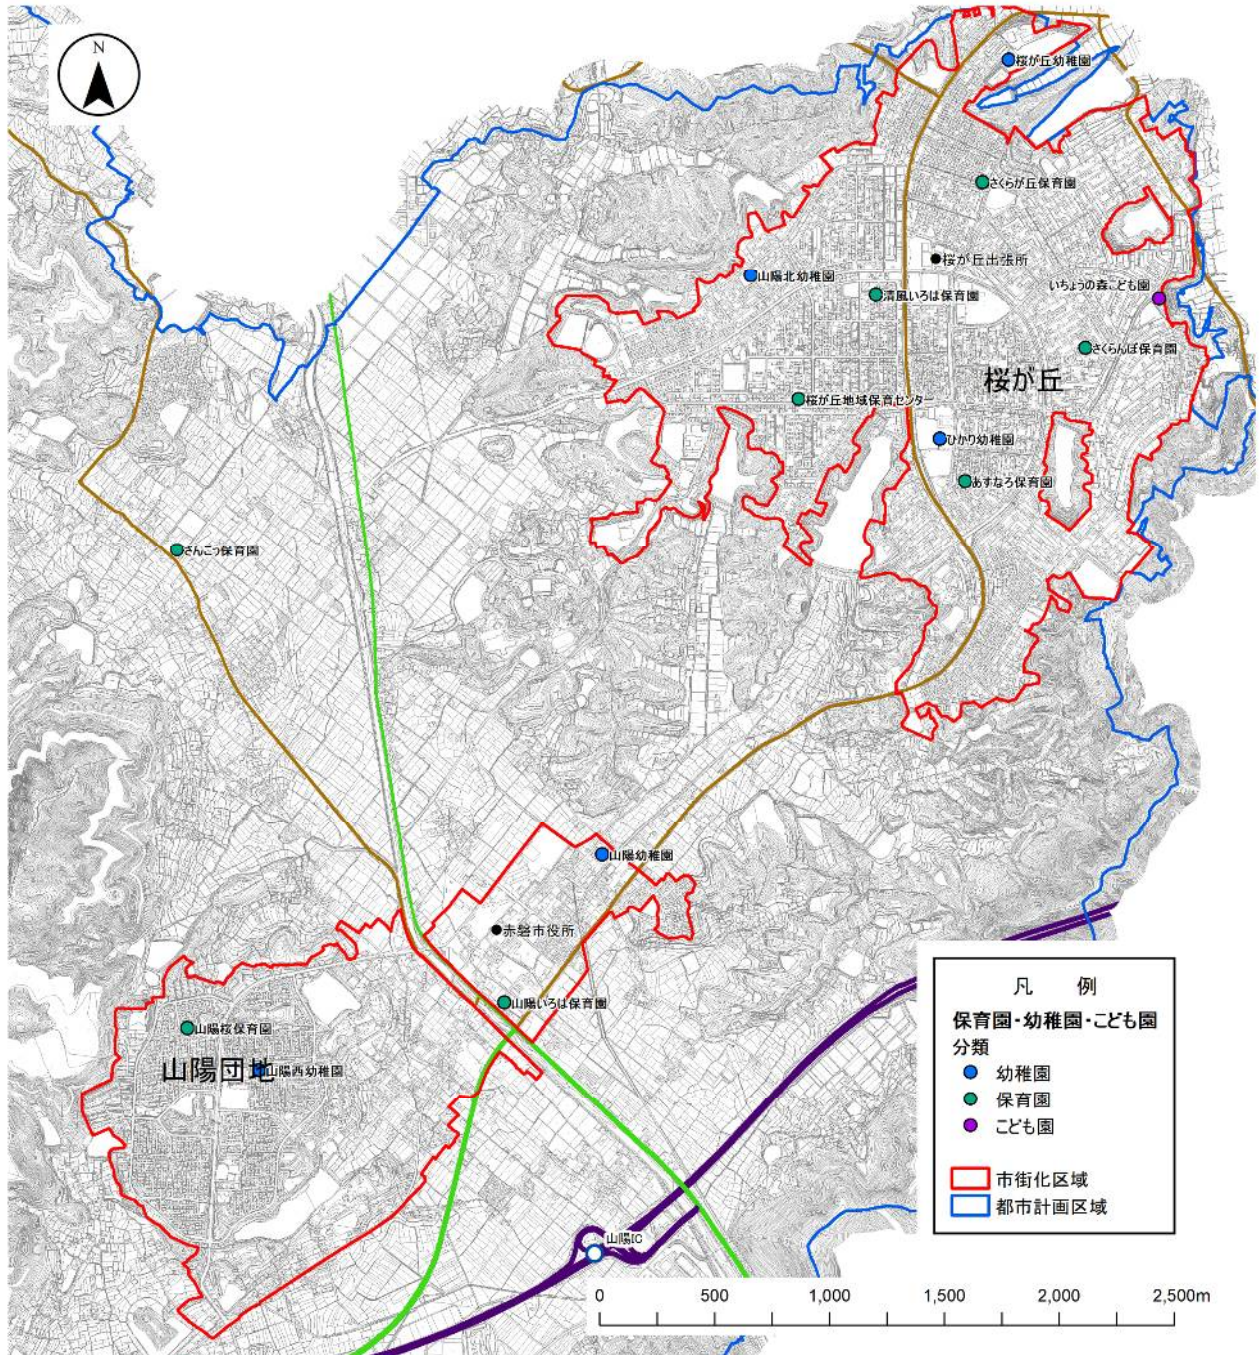 N
桜が丘幼稚園
さくらが丘保育園
桜が丘出張所
山陽北幼稚園
いちょうの森こども園
清風いろは保育園
さくらんぼ保育園
桜が丘
桜が丘地域保育センター
ひかり幼稚園
あすなろ保育園
さんこう保育園
山陽幼稚園
赤磐市役所
山陽いろは保育園
山陽桜保育園
山陽団地
山陽西幼稚園
山陽IC
凡 例
保育園・幼稚園・こども園
分類
幼稚園
保育園
こども園
市街化区域
都市計画区域
0 500 1,000 1,500 2,000 2,500m